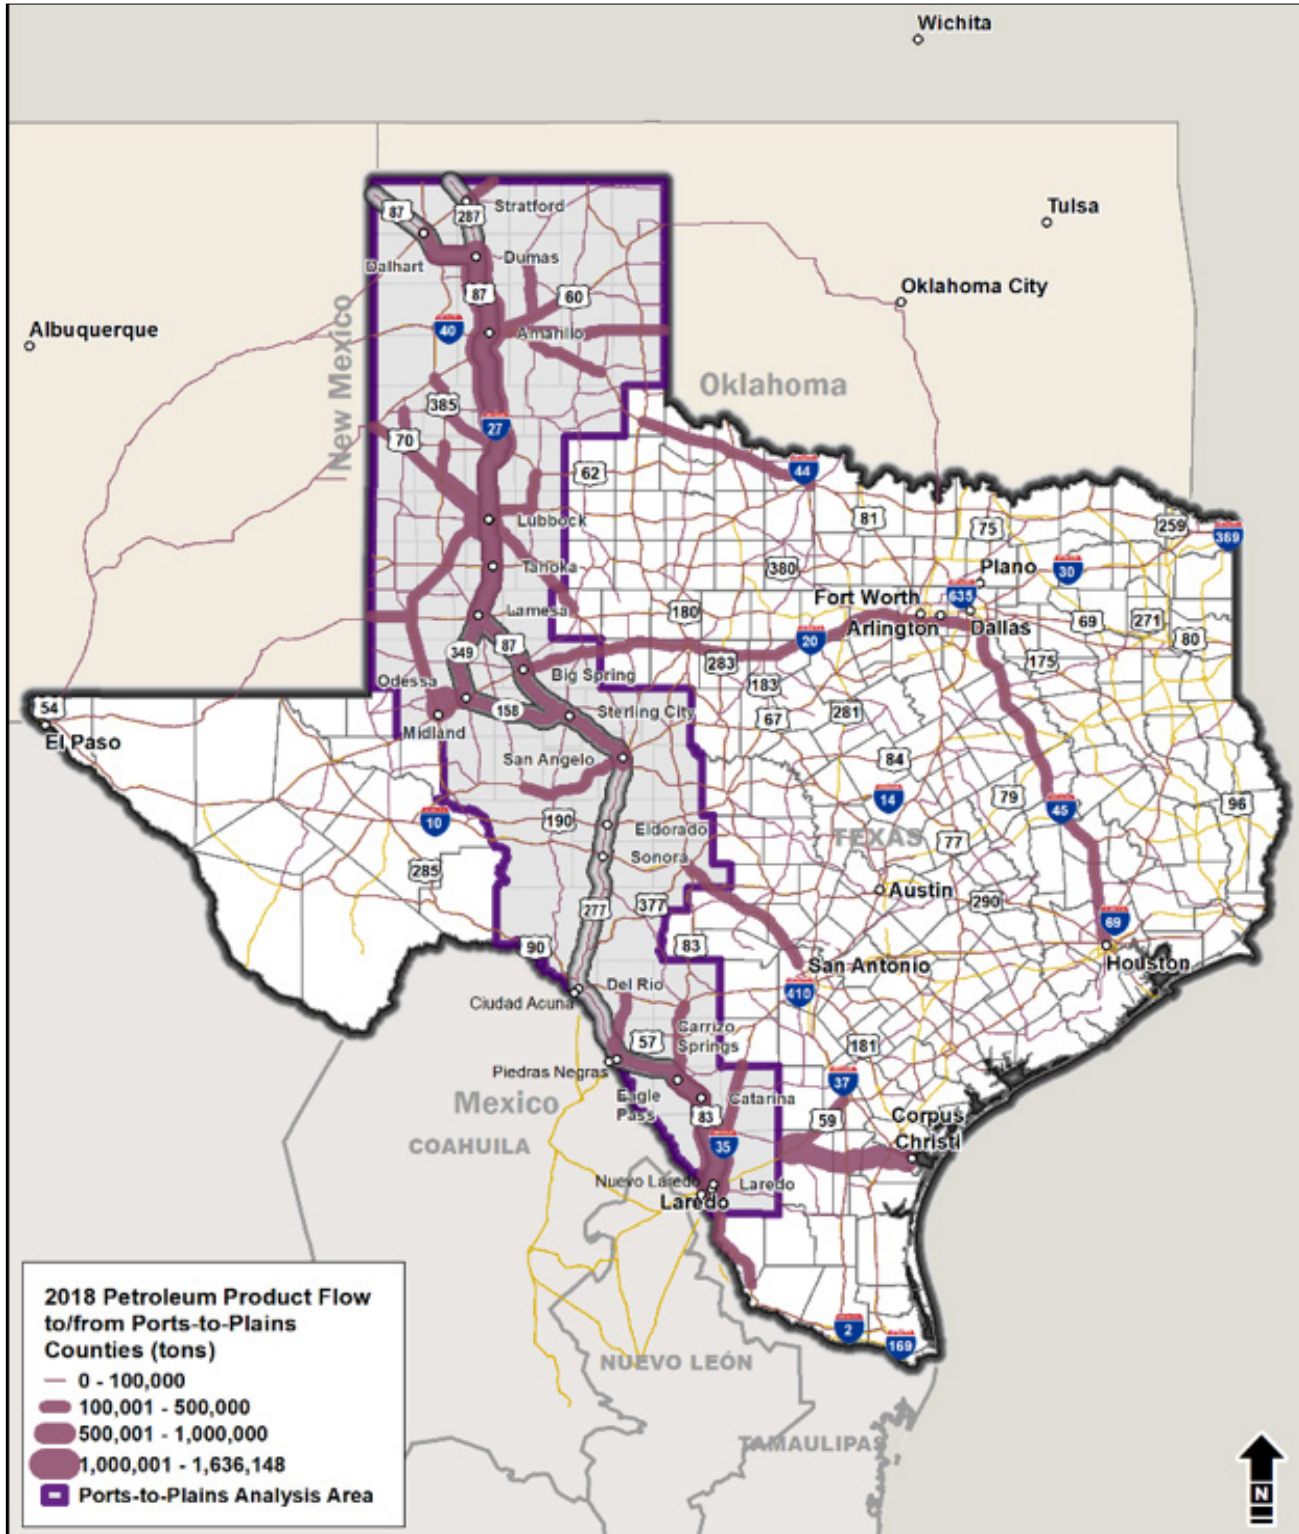 Wichita
Tulsa
Stratford
87
287
Dalhart
Dumas
87
60
Oklahoma City
Albuquerque
40
Amarillo
New Mexico
Oklahoma
385
27
70
44
62
Lubbock
81
75
259
369
Tahoka
380
Plano
30
Lamesa
180
Fort Worth
635
Arlington
Dallas
69
271
80
349
87
20
283
175
Big Spring
Odessa
183
158
Sterling City
67
281
54
El Paso
Midland
San Angelo
84
14
79
45
96
10
190
Eldorado
TEXAS
77
285
Sonora
Austin
277
377
290
69
90
83
San Antonio
Houston
Ciudad Acuna
Del Rio
410
57
Carrizo
Springs
181
Piedras Negras
37
Mexico
Eagle
Pass
Catarina
83
59
Corpus
Christi
COAHUILA
35
Nuevo Laredo
Laredo
Laredo
2
169
NUEVO LEÓN
TAMAULIPAS
2018 Petroleum Product Flow
to/from Ports-to-Plains
Counties (tons)
0 - 100,000
100,001 - 500,000
500,001 - 1,000,000
1,000,001 - 1,636,148
Ports-to-Plains Analysis Area
N